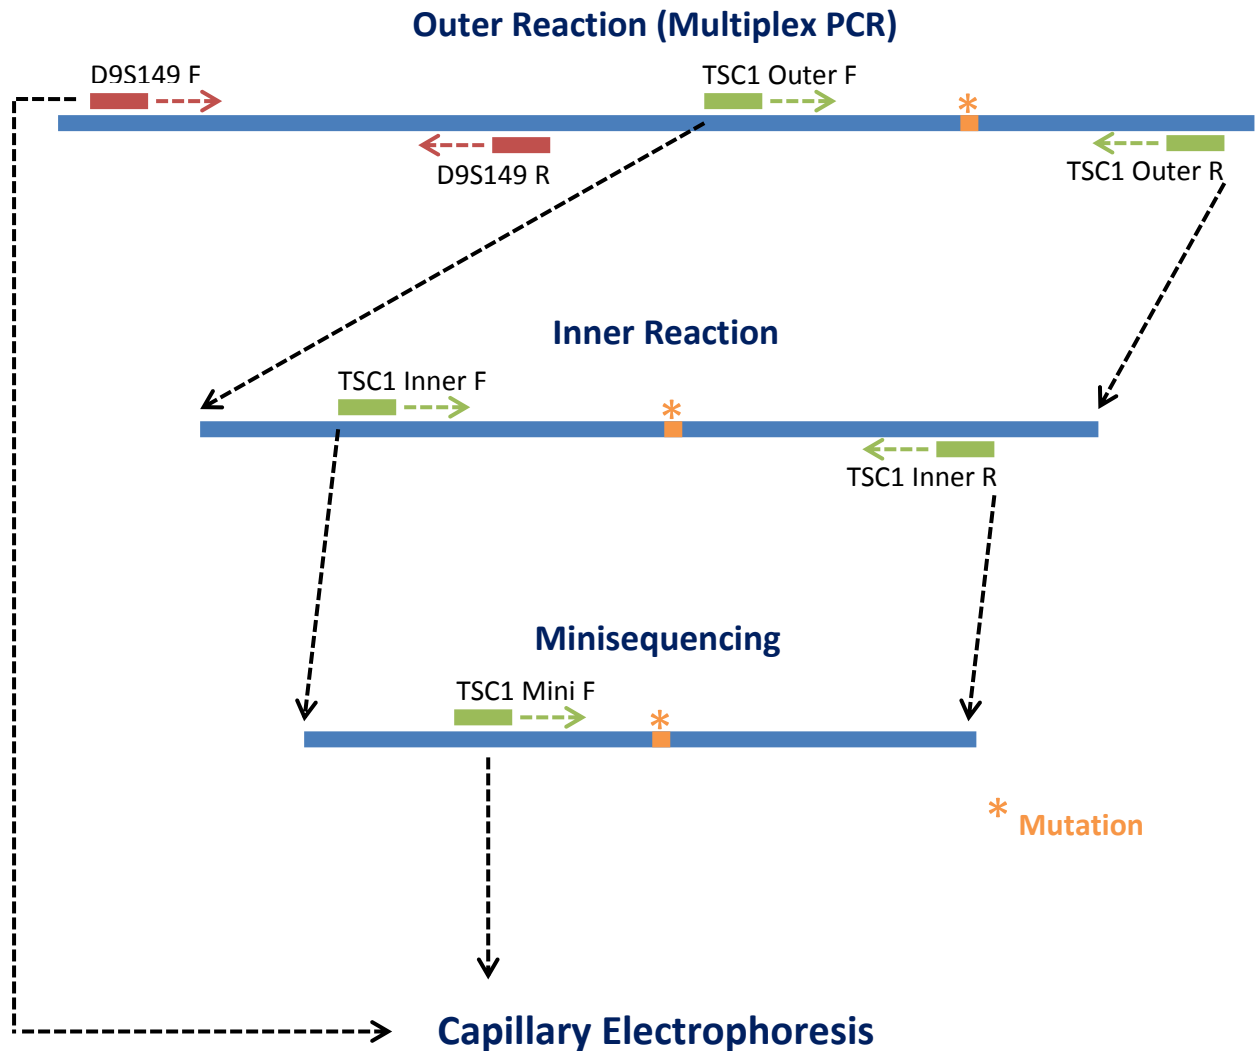 Outer Reaction (Multiplex PCR)
D9S149 F
TSC1 Outer F
*
D9S149 R
TSC1 Outer R
Inner Reaction
TSC1 Inner F
*
TSC1 Inner R
Minisequencing
TSC1 Mini F
*
* Mutation
Capillary Electrophoresis